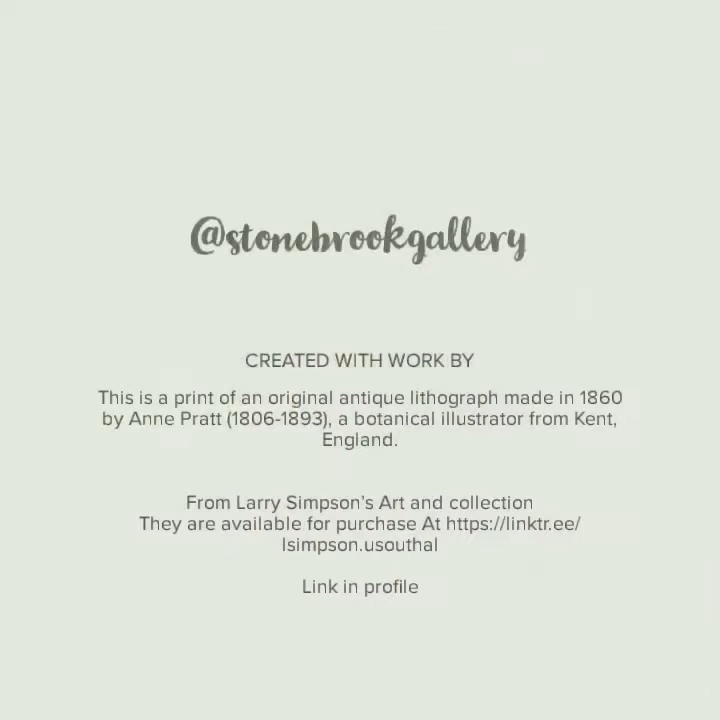 @stonebrookgallery
CREATED WITH WORK BY
This is a print of an original antique lithograph made in 1860
by Anne Pratt (1806-1893), a botanical illustrator from Kent,
England.
From Larry Simpson's Art and collection
They are available for purchase At https://linktr.ee/
lsimpson.usouthal
Link in profile